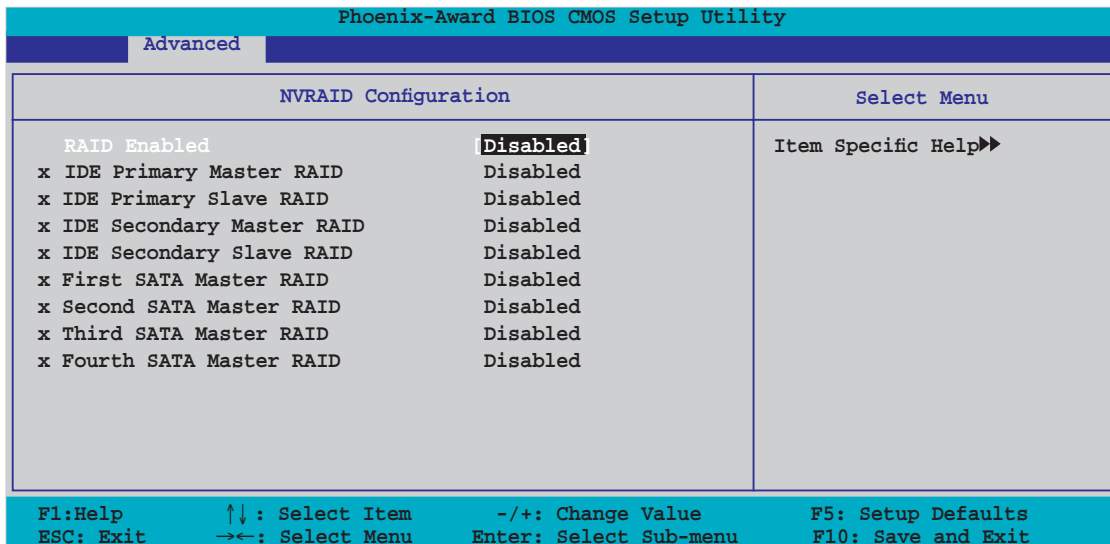 Phoenix-Award BIOS CMOS Setup Utility
Advanced
NVRAID Configuration
Select Menu
RAID Enabled [Disabled]
Item Specific Help▶▶
x IDE Primary Master RAID Disabled
x IDE Primary Slave RAID Disabled
x IDE Secondary Master RAID Disabled
x IDE Secondary Slave RAID Disabled
x First SATA Master RAID Disabled
x Second SATA Master RAID Disabled
x Third SATA Master RAID Disabled
x Fourth SATA Master RAID Disabled
F1:Help ↑↓: Select Item -/+: Change Value F5: Setup Defaults
ESC: Exit →←: Select Menu Enter: Select Sub-menu F10: Save and Exit